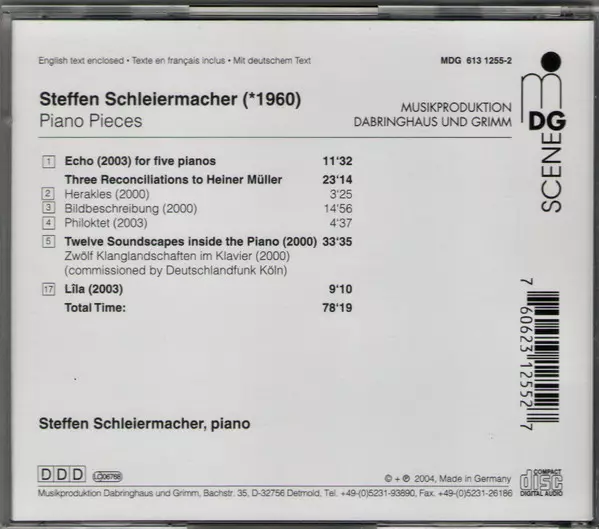 English text enclosed • Texte en français inclus • Mit deutschem Text
MDG 613 1255-2
Steffen Schleiermacher (*1960)
Piano Pieces
MUSIKPRODUKTION
DABRINGHAUS UND GRIMM
DG
SCENE
1 Echo (2003) for five pianos 11'32
Three Reconciliations to Heiner Müller 23'14
2 Herakles (2000) 3'25
3 Bildbeschreibung (2000) 14'56
4 Philoktet (2003) 4'37
5 Twelve Soundscapes inside the Piano (2000) 33'35
Zwölf Klanglandschaften im Klavier (2000)
(commissioned by Deutschlandfunk Köln)
17 Lîla (2003) 9'10
Total Time: 78'19
7 60623 12552 7
Steffen Schleiermacher, piano
DDD
LC 06768
© + ℗ 2004, Made in Germany
COMPACT
disc
DIGITAL AUDIO
Musikproduktion Dabringhaus und Grimm, Bachstr. 35, D-32756 Detmold, Tel. +49-(0)5231-93890, Fax +49-(0)5231-26186